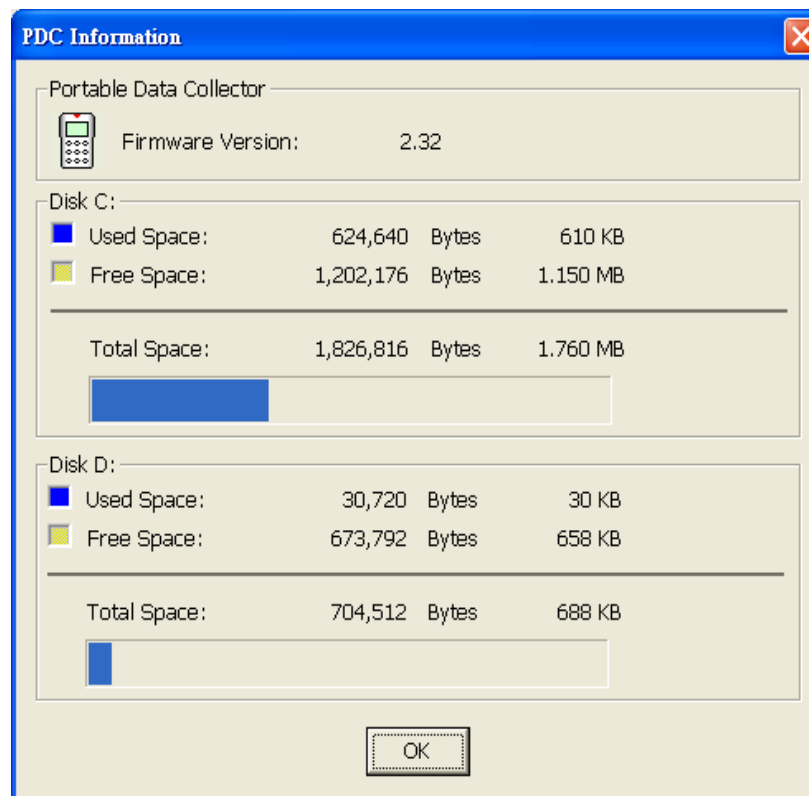 PDC Information
Portable Data Collector
Firmware Version: 2.32
Disk C:
Used Space: 624,640 Bytes 610 KB
Free Space: 1,202,176 Bytes 1.150 MB
Total Space: 1,826,816 Bytes 1.760 MB
Disk D:
Used Space: 30,720 Bytes 30 KB
Free Space: 673,792 Bytes 658 KB
Total Space: 704,512 Bytes 688 KB
OK